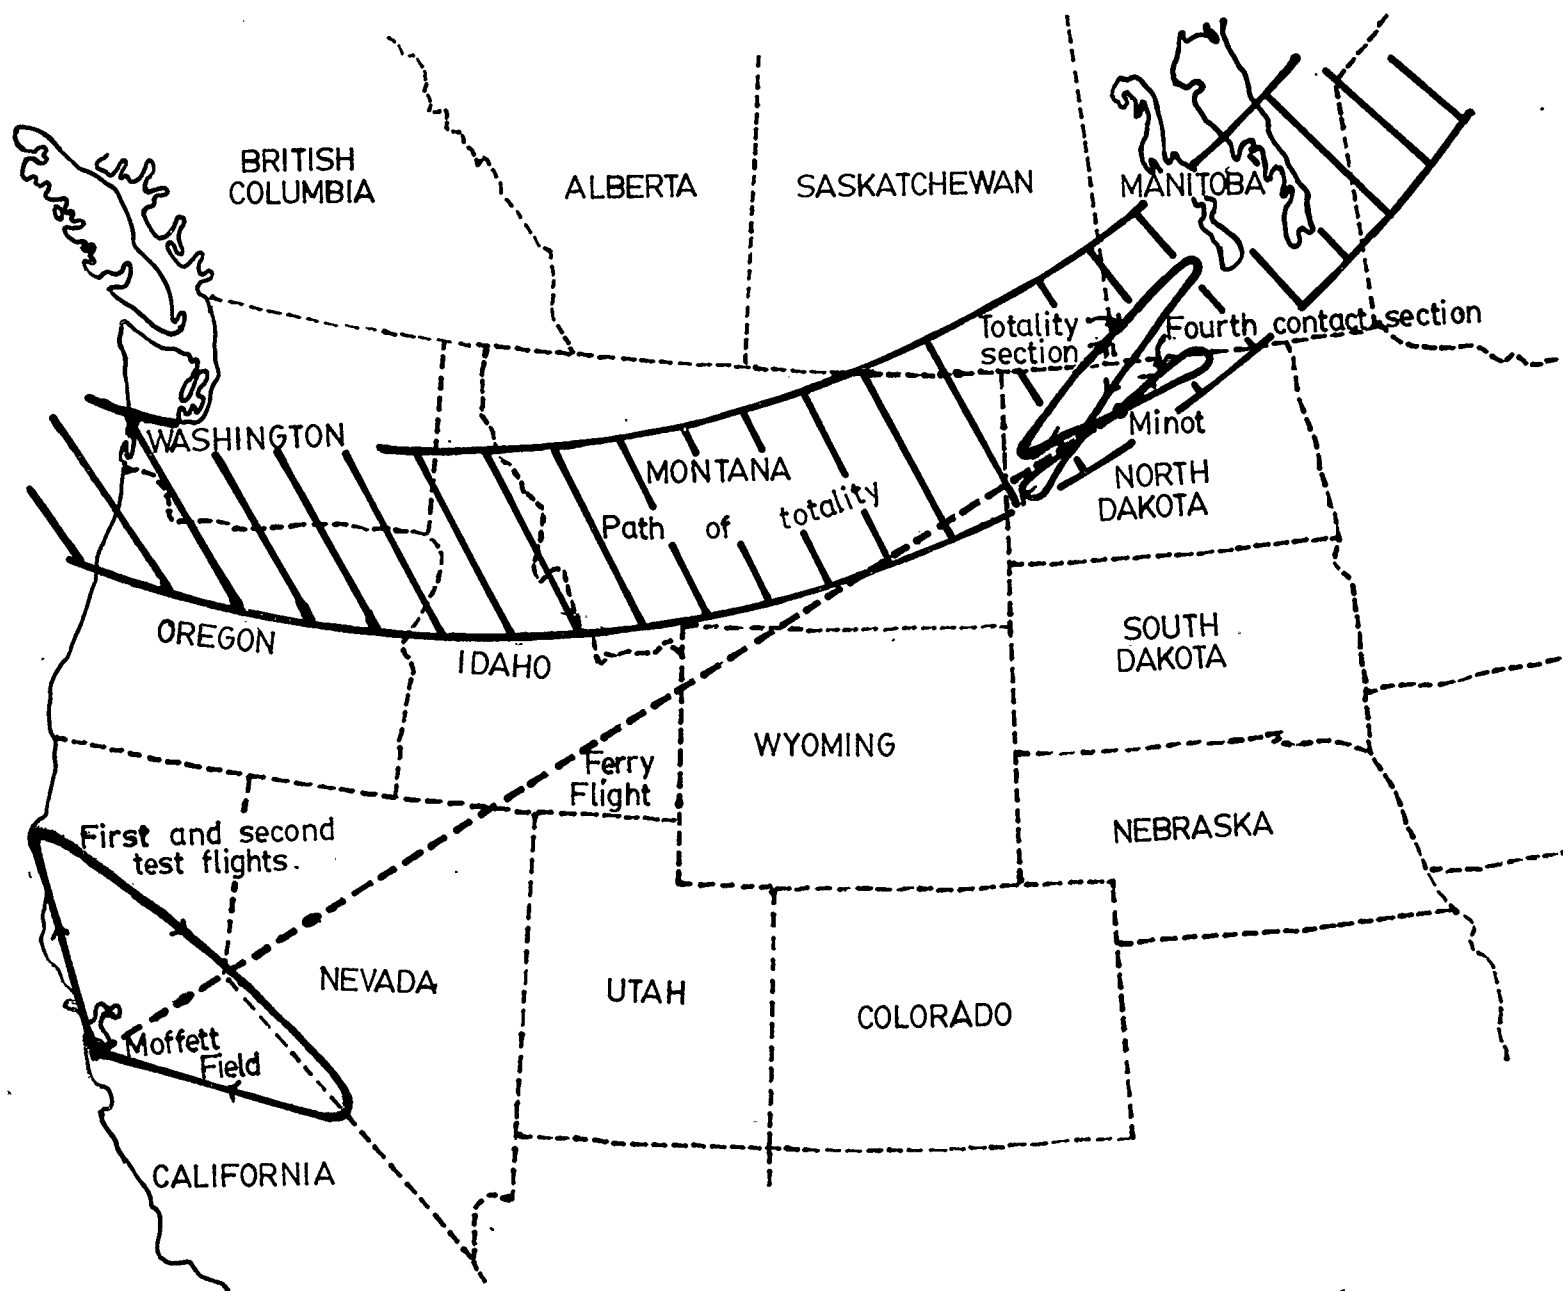 BRITISH
COLUMBIA
ALBERTA
SASKATCHEWAN
MANITOBA
Totality
section
Fourth contact section
WASHINGTON
MONTANA
Minot
NORTH
DAKOTA
Path of totality
OREGON
IDAHO
SOUTH
DAKOTA
WYOMING
Ferry
Flight
First and second
test flights.
NEBRASKA
NEVADA
UTAH
COLORADO
Moffett
Field
CALIFORNIA